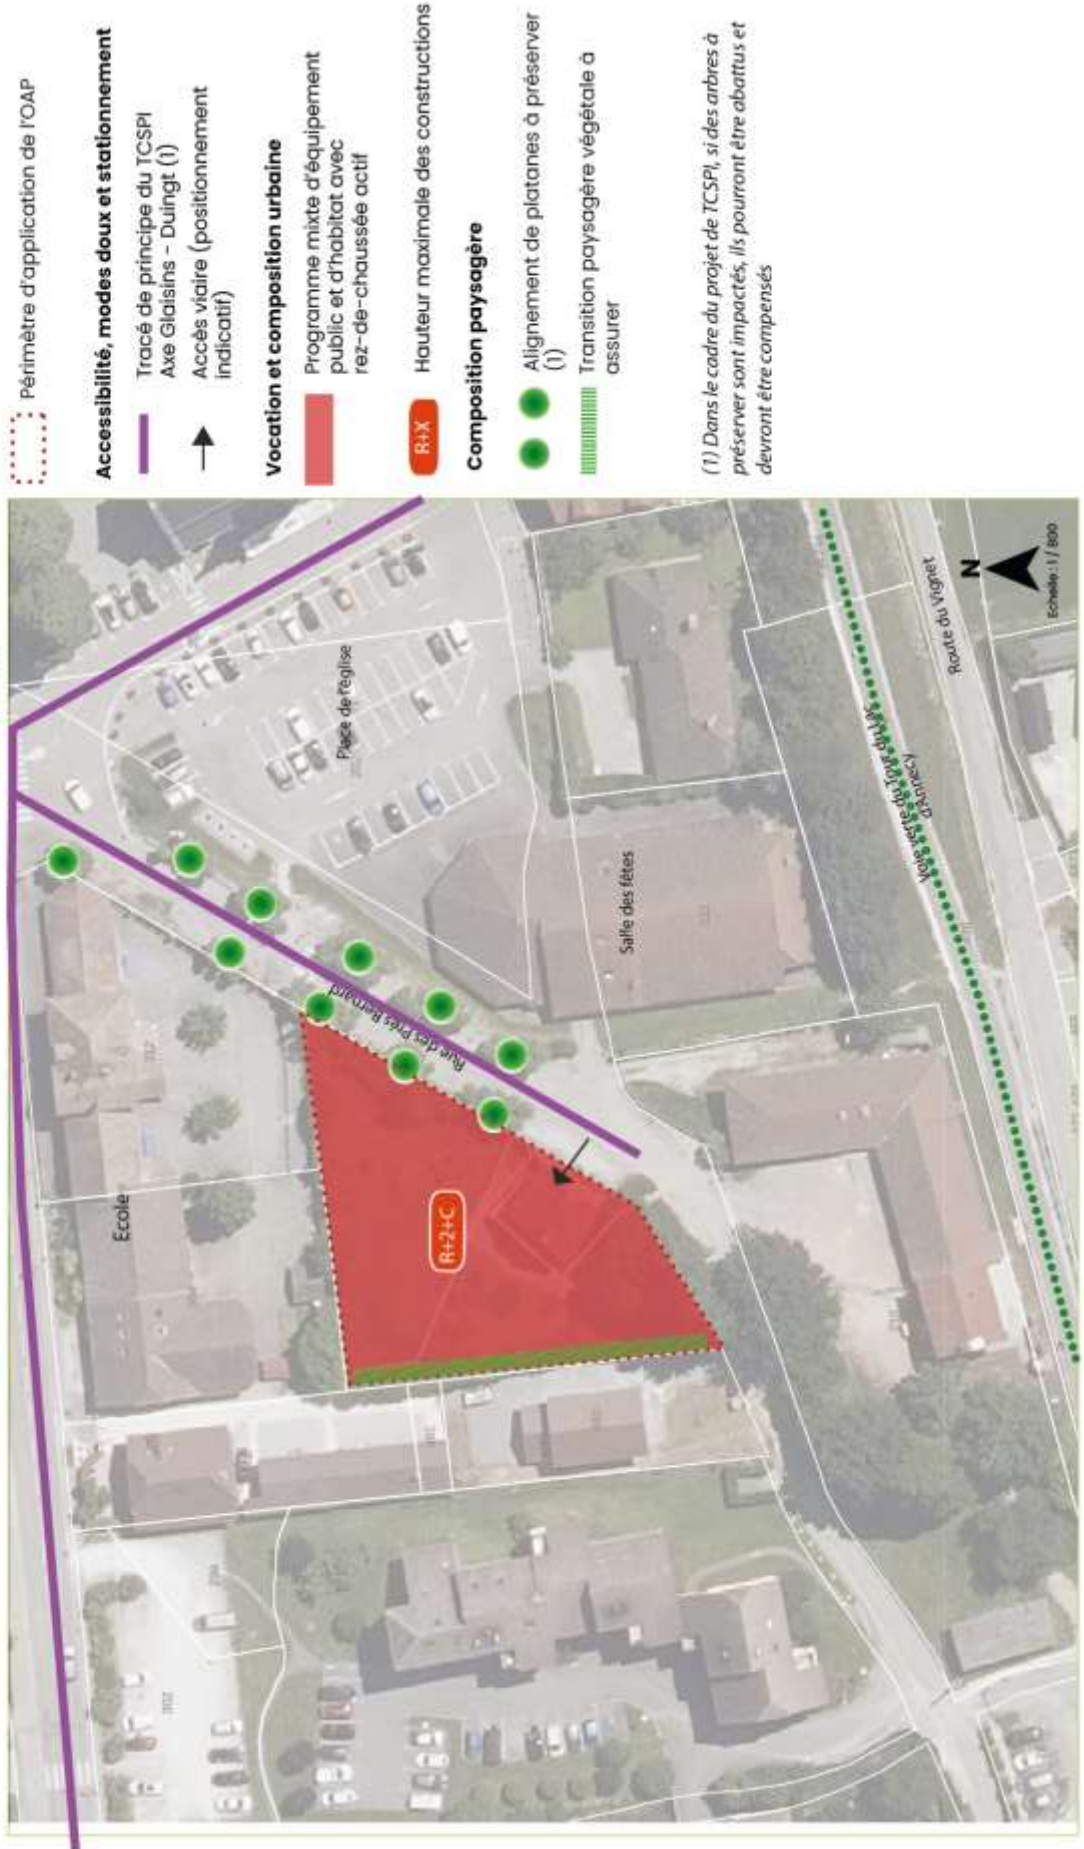 Périmètre d'application de l'OAP
Accessibilité, modes doux et stationnement
Tracé de principe du TCSPI
Axe Glaisins - Duingt (1)
Accès viaire (positionnement
indicatif)
Vocation et composition urbaine
Programme mixte d'équipement
public et d'habitat avec
rez-de-chaussée actif
R+X
Hauteur maximale des constructions
Composition paysagère
Alignement de platanes à préserver
(1)
Transition paysagère végétale à
assurer
(1) Dans le cadre du projet de TCSPI, si des arbres à
préserver sont impactés, ils pourront être abattus et
devront être compensés
Ecole
R+2+C
Rue des Prés Bernard
Place de l'église
Salle des fêtes
Voie verte du Tour du Lac
d'Annecy
Route du Vignet
N
Echelle : 1 / 800